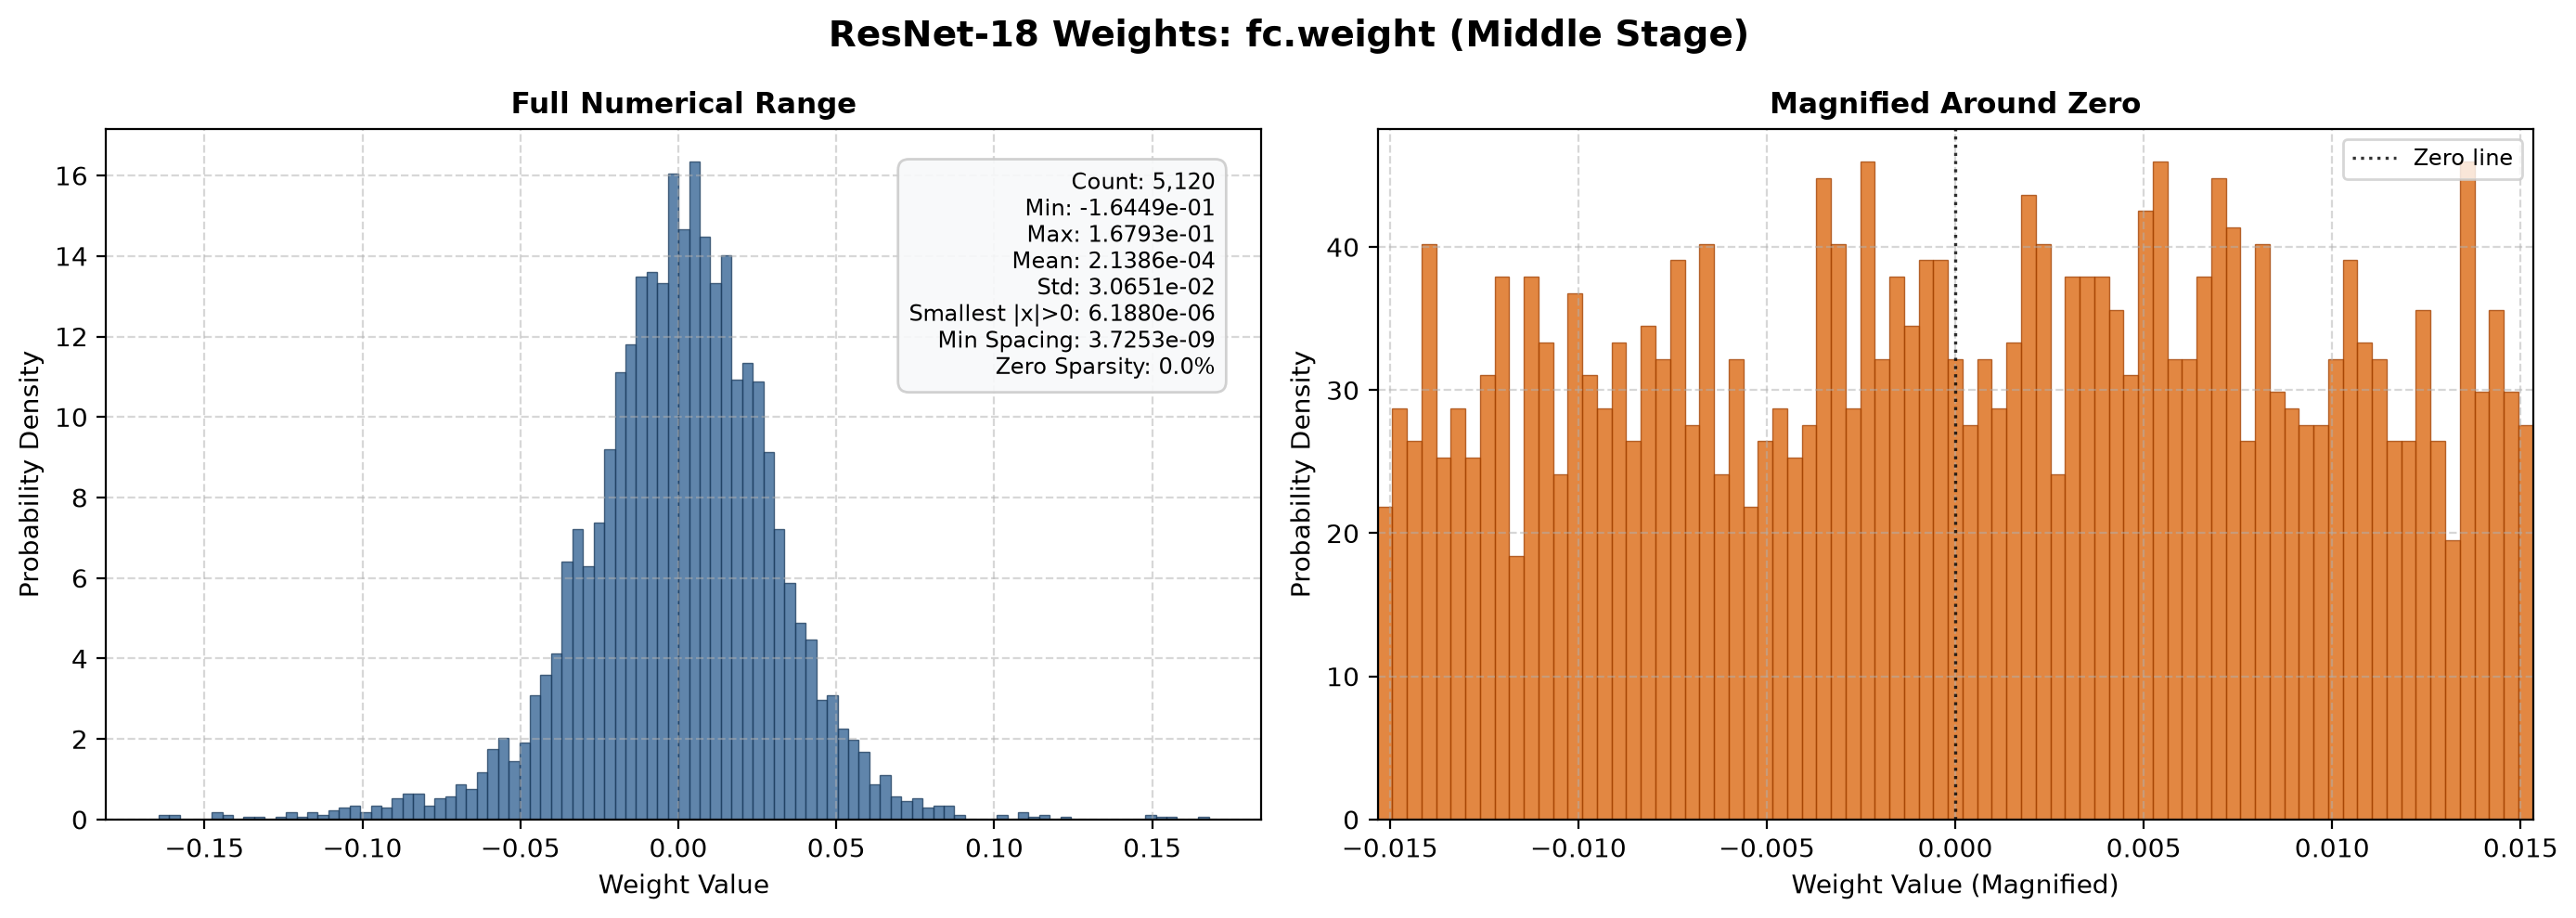 ResNet-18 Weights: fc.weight (Middle Stage)
Full Numerical Range
Probability Density
16
14
12
10
8
6
4
2
0
Count: 5,120
Min: -1.6449e-01
Max: 1.6793e-01
Mean: 2.1386e-04
Std: 3.0651e-02
Smallest |x|>0: 6.1880e-06
Min Spacing: 3.7253e-09
Zero Sparsity: 0.0%
−0.15 −0.10 −0.05 0.00 0.05 0.10 0.15
Weight Value
Magnified Around Zero
Probability Density
40
30
20
10
0
Zero line
−0.015 −0.010 −0.005 0.000 0.005 0.010 0.015
Weight Value (Magnified)